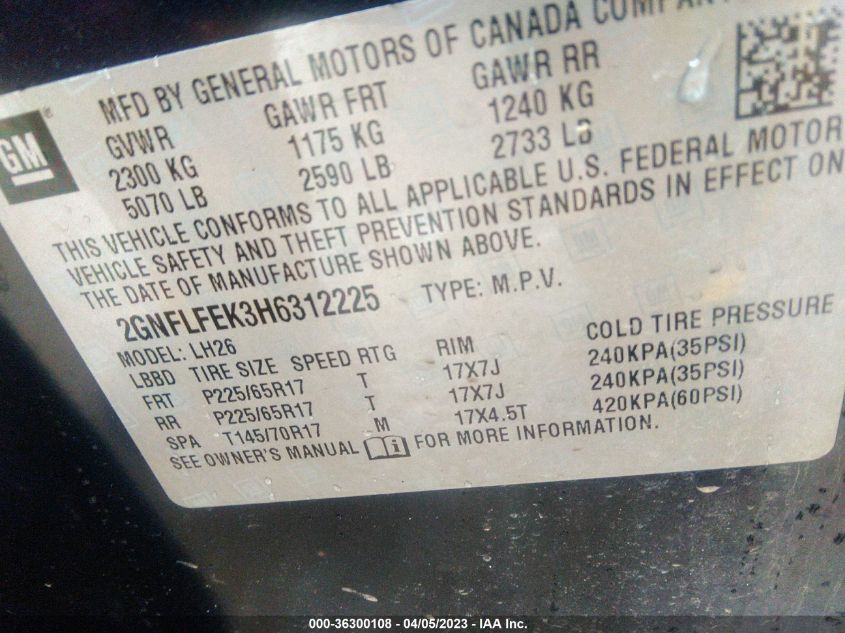 MFD BY GENERAL MOTORS OF CANADA COMPAN
GVWR GAWR FRT GAWR RR
2300 KG 1175 KG 1240 KG
5070 LB 2590 LB 2733 LB
GM
THIS VEHICLE CONFORMS TO ALL APPLICABLE U.S. FEDERAL MOTOR
VEHICLE SAFETY AND THEFT PREVENTION STANDARDS IN EFFECT ON
THE DATE OF MANUFACTURE SHOWN ABOVE.
2GNFLFEK3H6312225 TYPE: M.P.V.
MODEL: LH26
LBBD TIRE SIZE SPEED RTG RIM COLD TIRE PRESSURE
FRT P225/65R17 T 17X7J 240KPA(35PSI)
RR P225/65R17 T 17X7J 240KPA(35PSI)
SPA T145/70R17 M 17X4.5T 420KPA(60PSI)
SEE OWNER'S MANUAL i FOR MORE INFORMATION.
000-36300108 - 04/05/2023 - IAA Inc.